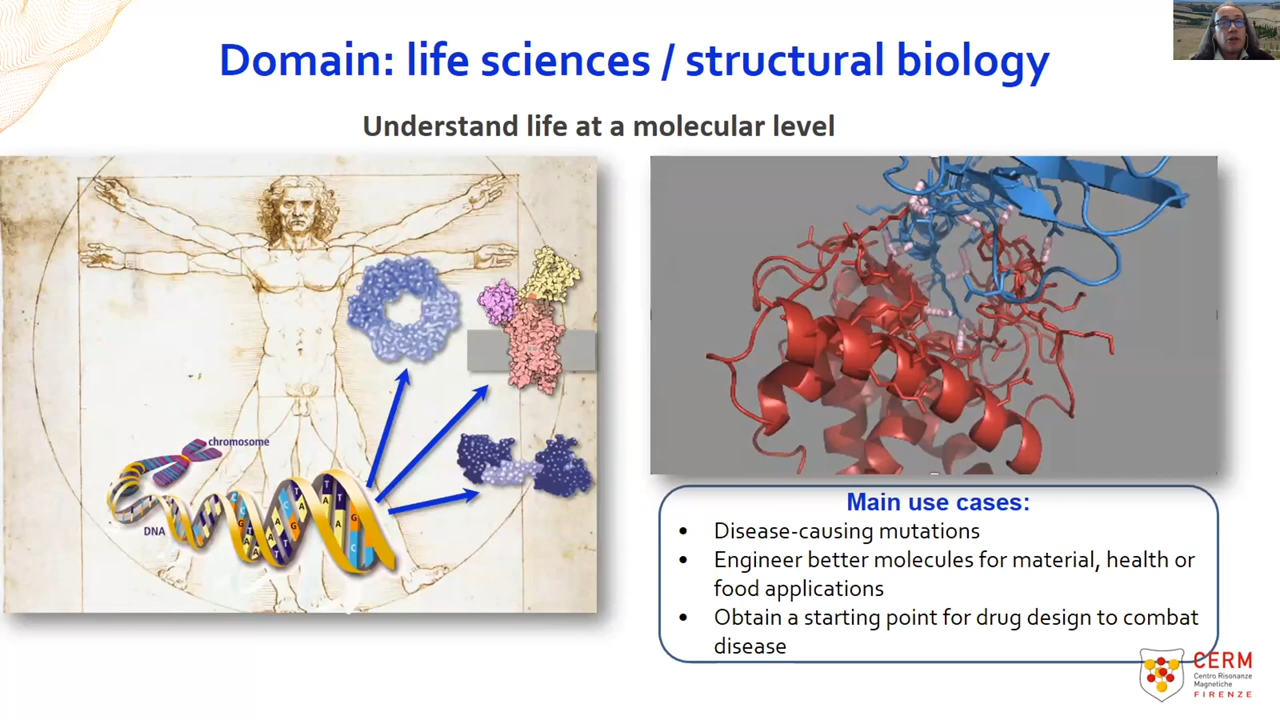 Domain: life sciences / structural biology
Understand life at a molecular level
chromosome
DNA
Main use cases:
• Disease-causing mutations
• Engineer better molecules for material, health or
food applications
• Obtain a starting point for drug design to combat
disease
CERM
Centro Risonanze
Magnetiche
FIRENZE